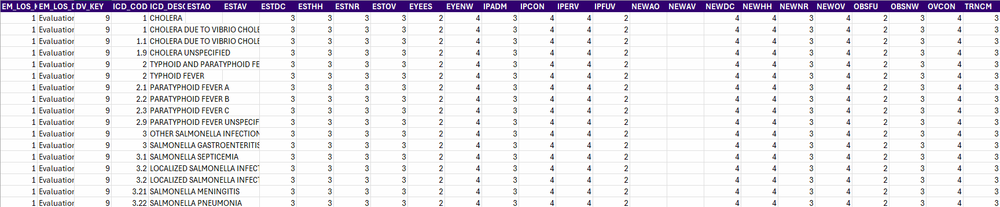 EM_LOS_K EM_LOS_D DV_KEY ICD_COD ICD_DESC ESTAO ESTAV ESTDC ESTHH ESTNR ESTOV EYEES EYENW IPADM IPCON IPERV IPFUV NEWAO NEWAV NEWDC NEWHH NEWNR NEWOV OBSFU OBSNW OVCON TRNCM
1 Evaluation 9 1 CHOLERA 3 3 3 3 2 4 3 4 4 2 4 4 3 4 2 3 4 3
1 Evaluation 9 1 CHOLERA DUE TO VIBRIO CHOLE 3 3 3 3 2 4 3 4 4 2 4 4 3 4 2 3 4 3
1 Evaluation 9 1.1 CHOLERA DUE TO VIBRIO CHOLE 3 3 3 3 2 4 3 4 4 2 4 4 3 4 2 3 4 3
1 Evaluation 9 1.9 CHOLERA UNSPECIFIED 3 3 3 3 2 4 3 4 4 2 4 4 3 4 2 3 4 3
1 Evaluation 9 2 TYPHOID AND PARATYPHOID FE 3 3 3 3 2 4 3 4 4 2 4 4 3 4 2 3 4 3
1 Evaluation 9 2 TYPHOID FEVER 3 3 3 3 2 4 3 4 4 2 4 4 3 4 2 3 4 3
1 Evaluation 9 2.1 PARATYPHOID FEVER A 3 3 3 3 2 4 3 4 4 2 4 4 3 4 2 3 4 3
1 Evaluation 9 2.2 PARATYPHOID FEVER B 3 3 3 3 2 4 3 4 4 2 4 4 3 4 2 3 4 3
1 Evaluation 9 2.3 PARATYPHOID FEVER C 3 3 3 3 2 4 3 4 4 2 4 4 3 4 2 3 4 3
1 Evaluation 9 2.9 PARATYPHOID FEVER UNSPECIF 3 3 3 3 2 4 3 4 4 2 4 4 3 4 2 3 4 3
1 Evaluation 9 3 OTHER SALMONELLA INFECTION 3 3 3 3 2 4 3 4 4 2 4 4 3 4 2 3 4 3
1 Evaluation 9 3 SALMONELLA GASTROENTERITIS 3 3 3 3 2 4 3 4 4 2 4 4 3 4 2 3 4 3
1 Evaluation 9 3.1 SALMONELLA SEPTICEMIA 3 3 3 3 2 4 3 4 4 2 4 4 3 4 2 3 4 3
1 Evaluation 9 3.2 LOCALIZED SALMONELLA INFECT 3 3 3 3 2 4 3 4 4 2 4 4 3 4 2 3 4 3
1 Evaluation 9 3.2 LOCALIZED SALMONELLA INFECT 3 3 3 3 2 4 3 4 4 2 4 4 3 4 2 3 4 3
1 Evaluation 9 3.21 SALMONELLA MENINGITIS 3 3 3 3 2 4 3 4 4 2 4 4 3 4 2 3 4 3
1 Evaluation 9 3.22 SALMONELLA PNEUMONIA 3 3 3 3 2 4 3 4 4 2 4 4 3 4 2 3 4 3